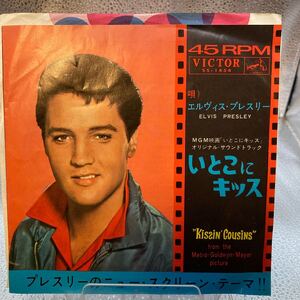 45 RPM
VICTOR
SS-1454
唄)
エルヴィス・プレスリー
ELVIS PRESLEY
MGM映画「いとこにキッス」
オリジナル・サウンドトラック
いとこに
キッス
"Kissin' Cousins"
from the
Metro-Goldwyn-Mayer
picture
プレスリーのニュー・スクリーン・テーマ!!